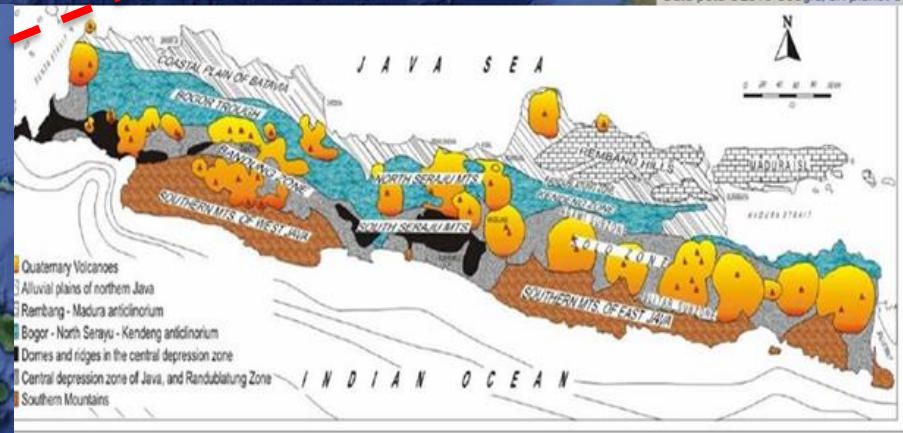 N
JAVA SEA
COASTAL PLAIN OF BATAVIA
BOGOR TROUGH
BANDUNG ZONE
SOUTHERN MTS. OF WEST JAVA
NORTH SERAJU MTS
SOUTH SERAJU MTS
REMBANG HILLS
MADURA ISL
MADURA STRAIT
KENDENG ZONE
SOLO ZONE
SOUTHERN MTS. OF EAST JAVA
Quaternary Volcanoes
Alluvial plains of northern Java
Rembang - Madura anticlinorium
Bogor - North Serayu - Kendeng anticlinorium
Domes and ridges in the central depression zone
Central depression zone of Java, and Randublatung Zone
Southern Mountains
INDIAN OCEAN